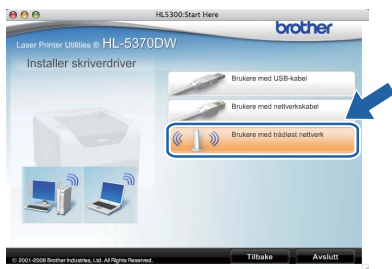 HL5300:Start Here
brother
Laser Printer Utilities ® HL-5370DW
Installer skriverdriver
Brukere med USB-kabel
Brukere med nettverkskabel
Brukere med trådløst nettverk
Tilbake
Avslutt
© 2001-2008 Brother Industries, Ltd. All Rights Reserved.